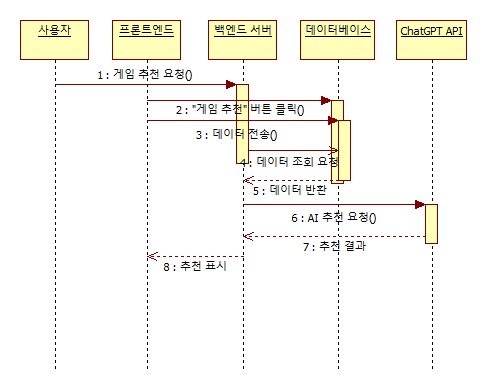 사용자
프론트엔드
백엔드 서버
데이터베이스
ChatGPT API
1 : 게임 추천 요청()
2 : "게임 추천" 버튼 클릭()
3 : 데이터 전송()
4 : 데이터 조회 요청
5 : 데이터 반환
6 : AI 추천 요청()
7 : 추천 결과
8 : 추천 표시